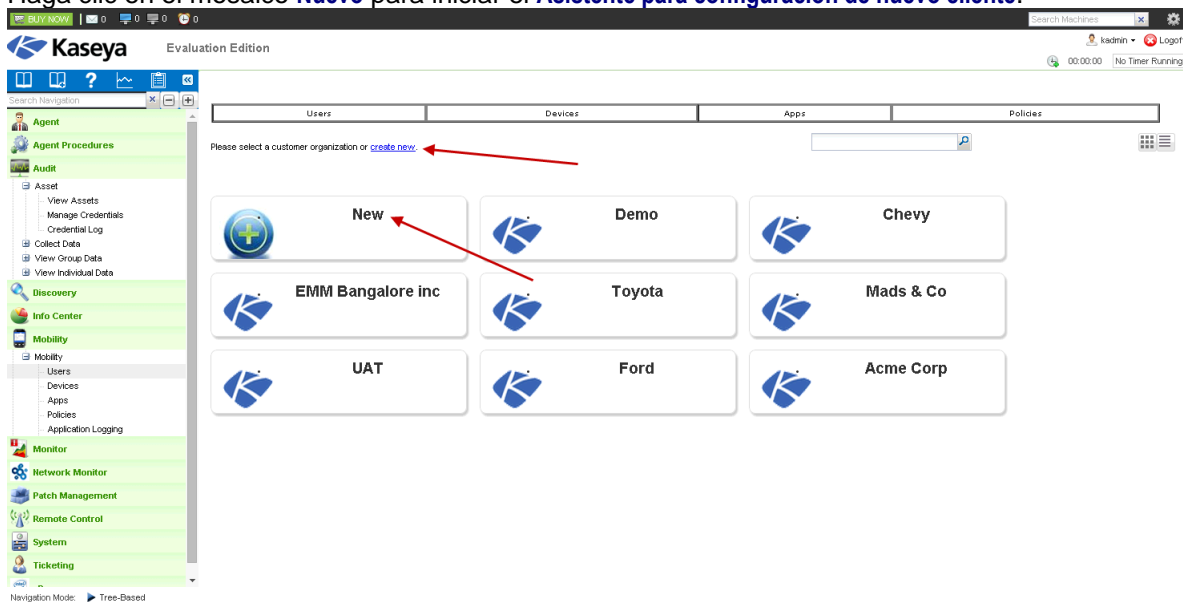 Haga clic en el mosaico Nuevo para iniciar el Asistente para configuración de nuevo cliente.
BUY NOW 0 0 0 0 Search Machines
Kaseya Evaluation Edition kadmin Logof
00:00:00 No Timer Running
Search Navigation
Users Devices Apps Policies
Please select a customer organization or create new.
Agent
Agent Procedures
Audit
Asset
View Assets
Manage Credentials
Credential Log
Collect Data
View Group Data
View Individual Data
Discovery
Info Center
Mobility
Mobility
Users
Devices
Apps
Policies
Application Logging
Monitor
Network Monitor
Patch Management
Remote Control
System
Ticketing
New Demo Chevy
EMM Bangalore inc Toyota Mads & Co
UAT Ford Acme Corp
Navigation Mode: Tree-Based